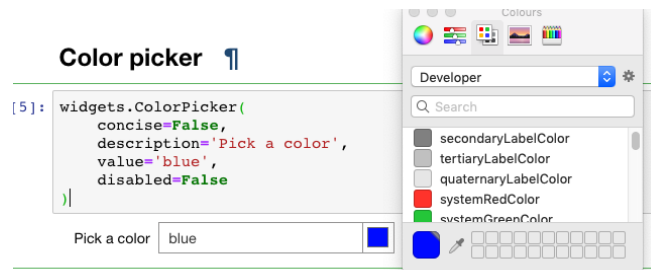 Color picker ¶
[5]: widgets.ColorPicker(
concise=False,
description='Pick a color',
value='blue',
disabled=False
)
Pick a color blue
Colours
Developer
Search
secondaryLabelColor
tertiaryLabelColor
quaternaryLabelColor
systemRedColor
systemGreenColor